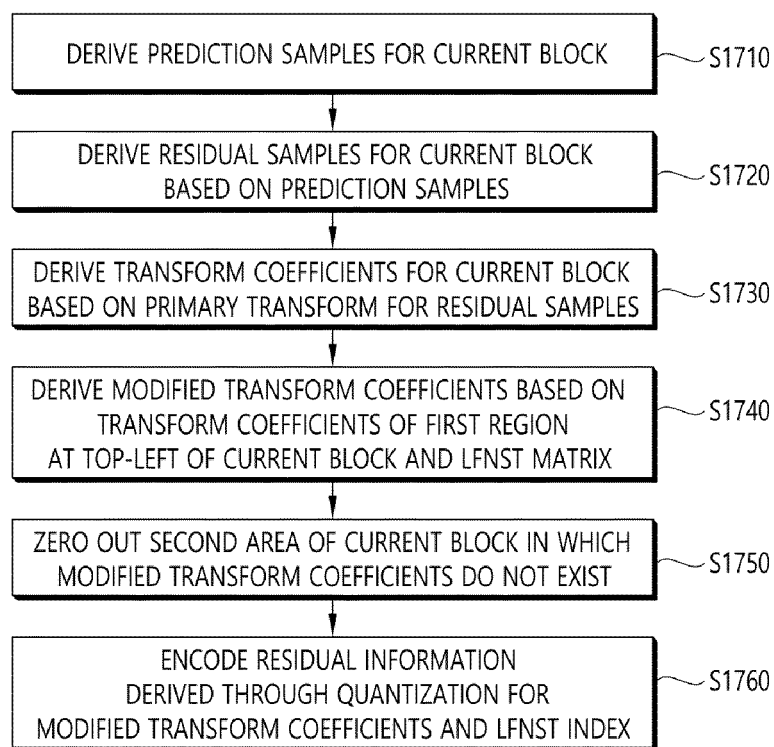 DERIVE PREDICTION SAMPLES FOR CURRENT BLOCK
S1710
DERIVE RESIDUAL SAMPLES FOR CURRENT BLOCK
BASED ON PREDICTION SAMPLES
S1720
DERIVE TRANSFORM COEFFICIENTS FOR CURRENT BLOCK
BASED ON PRIMARY TRANSFORM FOR RESIDUAL SAMPLES
S1730
DERIVE MODIFIED TRANSFORM COEFFICIENTS BASED ON
TRANSFORM COEFFICIENTS OF FIRST REGION
AT TOP-LEFT OF CURRENT BLOCK AND LFNST MATRIX
S1740
ZERO OUT SECOND AREA OF CURRENT BLOCK IN WHICH
MODIFIED TRANSFORM COEFFICIENTS DO NOT EXIST
S1750
ENCODE RESIDUAL INFORMATION
DERIVED THROUGH QUANTIZATION FOR
MODIFIED TRANSFORM COEFFICIENTS AND LFNST INDEX
S1760